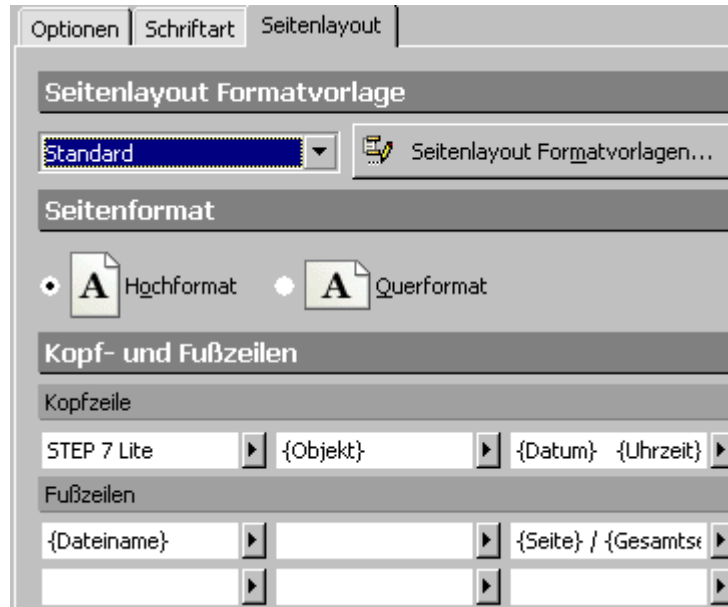 Optionen Schriftart Seitenlayout
Seitenlayout Formatvorlage
Standard Seitenlayout Formatvorlagen...
Seitenformat
A Hochformat A Querformat
Kopf- und Fußzeilen
Kopfzeile
STEP 7 Lite {Objekt} {Datum} {Uhrzeit}
Fußzeilen
{Dateiname} {Seite} / {Gesamtse